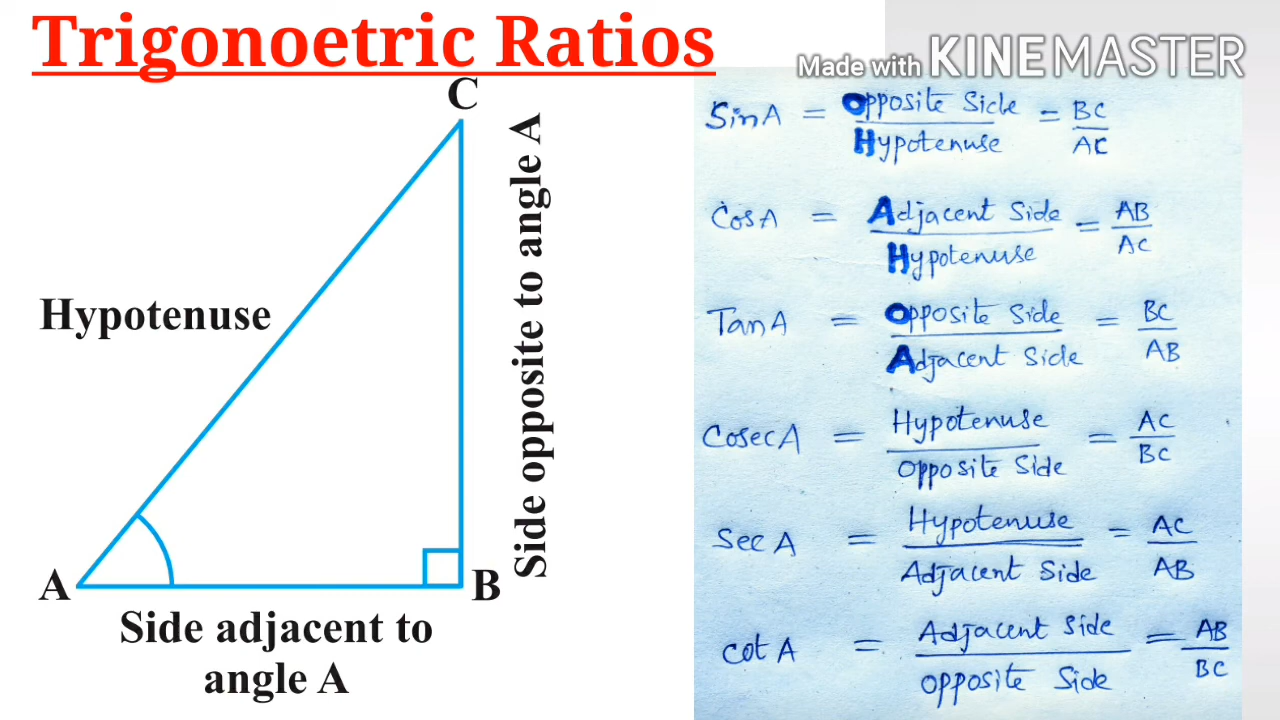 Trigonoetric Ratios
Made with KINEMASTER
C
Hypotenuse
Side opposite to angle A
A
B
Side adjacent to
angle A
SinA = Opposite Side / Hypotenuse = BC / AC
CosA = Adjacent Side / Hypotenuse = AB / AC
TanA = Opposite Side / Adjacent Side = BC / AB
CosecA = Hypotenuse / Opposite Side = AC / BC
Sec A = Hypotenuse / Adjacent Side = AC / AB
Cot A = Adjacent Side / Opposite Side = AB / BC